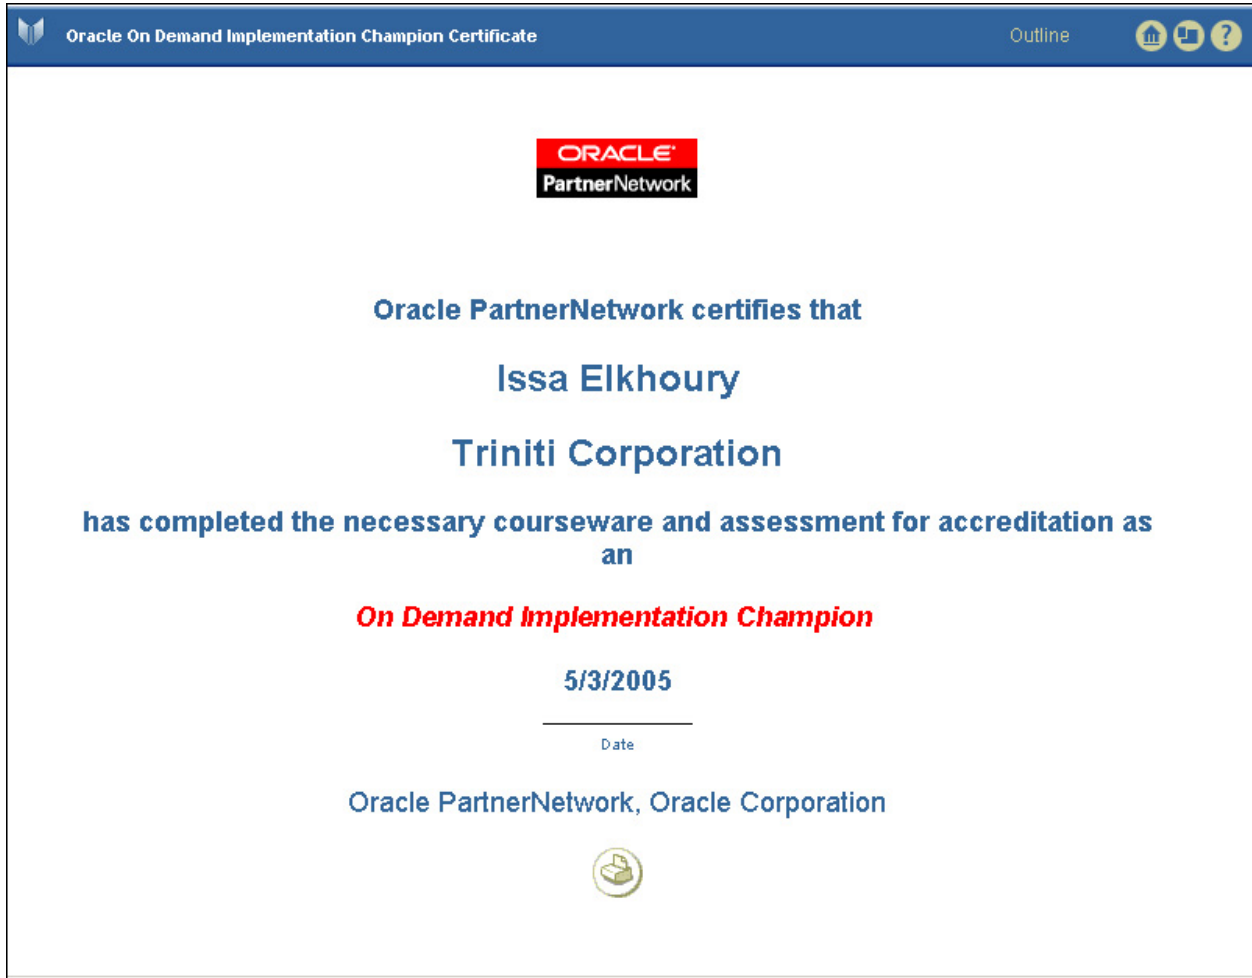 Oracle On Demand Implementation Champion Certificate Outline ?
ORACLE
PartnerNetwork
Oracle PartnerNetwork certifies that
Issa Elkhoury
Triniti Corporation
has completed the necessary courseware and assessment for accreditation as
an
On Demand Implementation Champion
5/3/2005
Date
Oracle PartnerNetwork, Oracle Corporation